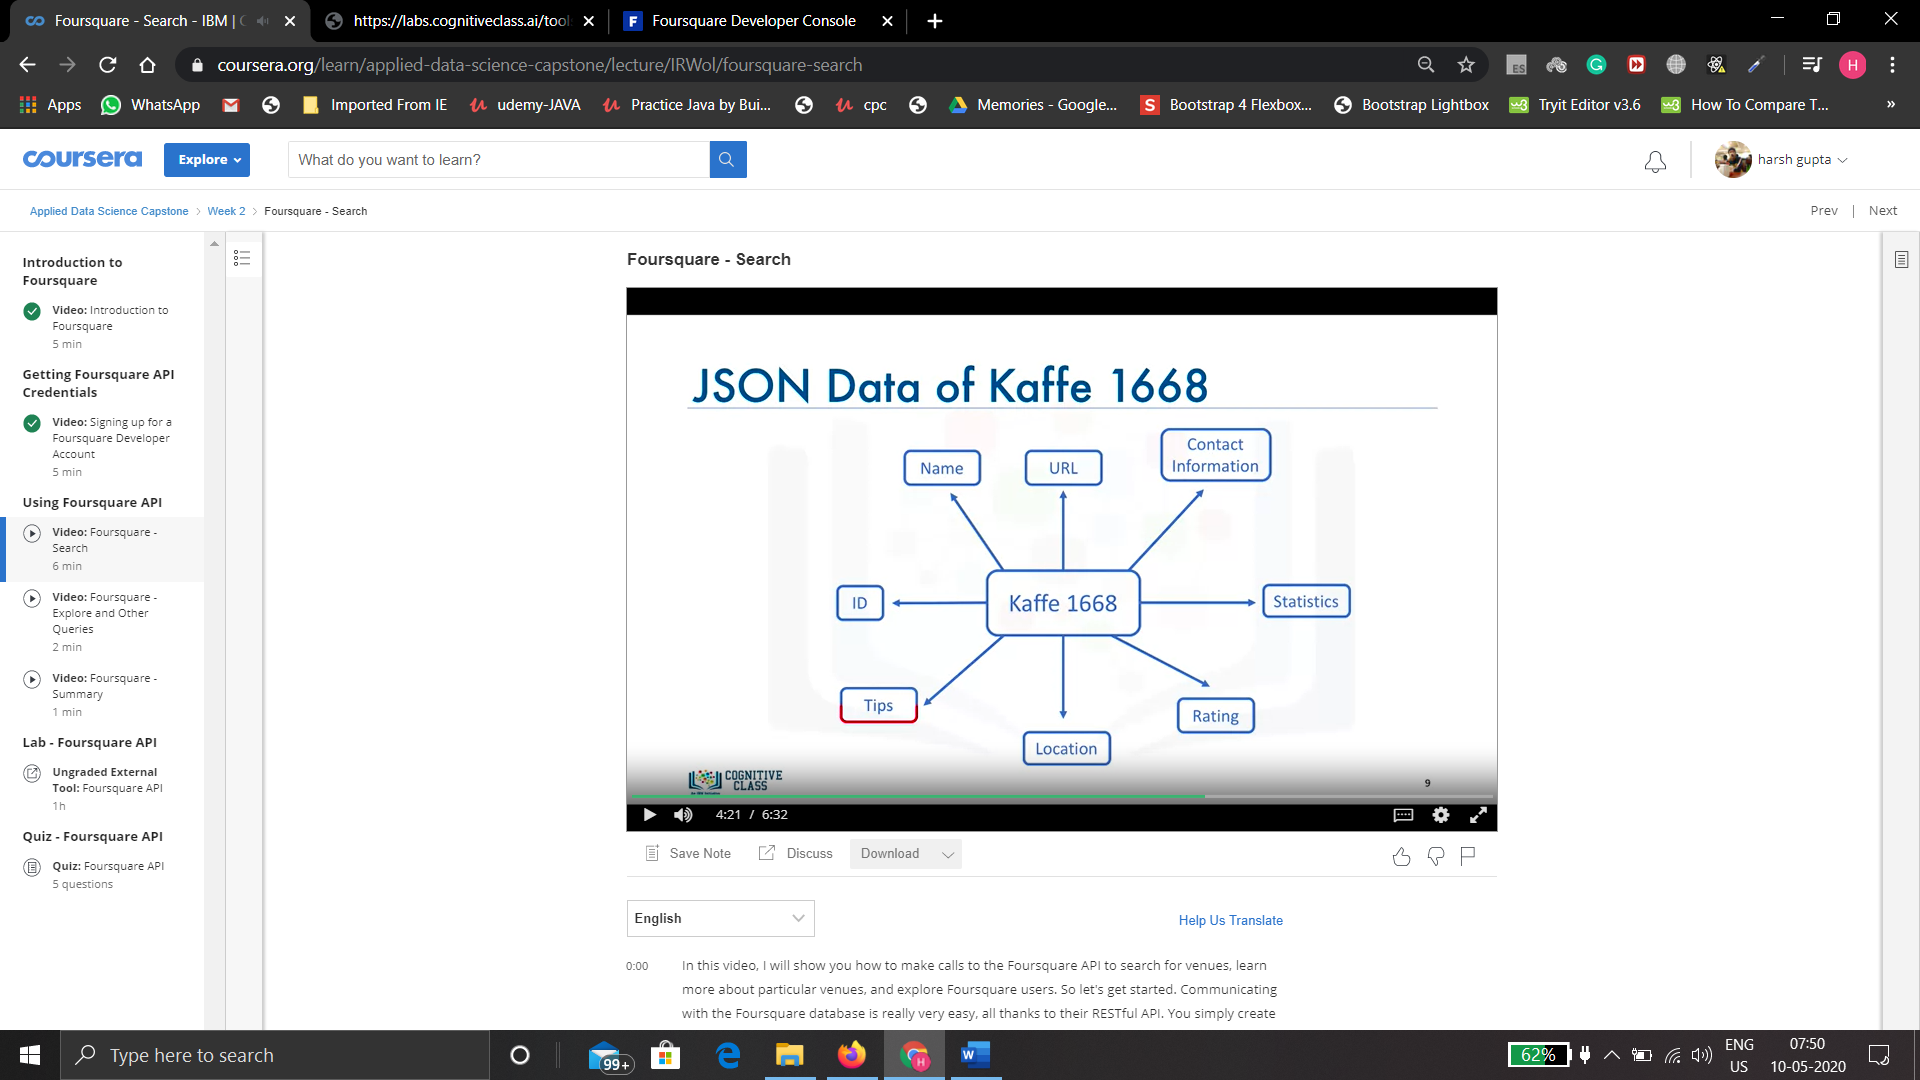 Foursquare - Search - IBM |
https://labs.cognitiveclass.ai/tool
Foursquare Developer Console
coursera.org/learn/applied-data-science-capstone/lecture/IRWol/foursquare-search
Apps
WhatsApp
Imported From IE
udemy-JAVA
Practice Java by Bui...
cpc
Memories - Google...
Bootstrap 4 Flexbox...
Bootstrap Lightbox
Tryit Editor v3.6
How To Compare T...
»
coursera
Explore
What do you want to learn?
harsh gupta
Applied Data Science Capstone > Week 2 > Foursquare - Search
Prev | Next
Introduction to
Foursquare
Video: Introduction to
Foursquare
5 min
Getting Foursquare API
Credentials
Video: Signing up for a
Foursquare Developer
Account
5 min
Using Foursquare API
Video: Foursquare -
Search
6 min
Video: Foursquare -
Explore and Other
Queries
2 min
Video: Foursquare -
Summary
1 min
Lab - Foursquare API
Ungraded External
Tool: Foursquare API
1h
Quiz - Foursquare API
Quiz: Foursquare API
5 questions
Foursquare - Search
JSON Data of Kaffe 1668
Name
URL
Contact
Information
ID
Kaffe 1668
Statistics
Tips
Location
Rating
COGNITIVE
CLASS
9
4:21 / 6:32
Save Note
Discuss
Download
English
Help Us Translate
0:00
In this video, I will show you how to make calls to the Foursquare API to search for venues, learn
more about particular venues, and explore Foursquare users. So let's get started. Communicating
with the Foursquare database is really very easy, all thanks to their RESTful API. You simply create
Type here to search
99+
62%
ENG
US
07:50
10-05-2020